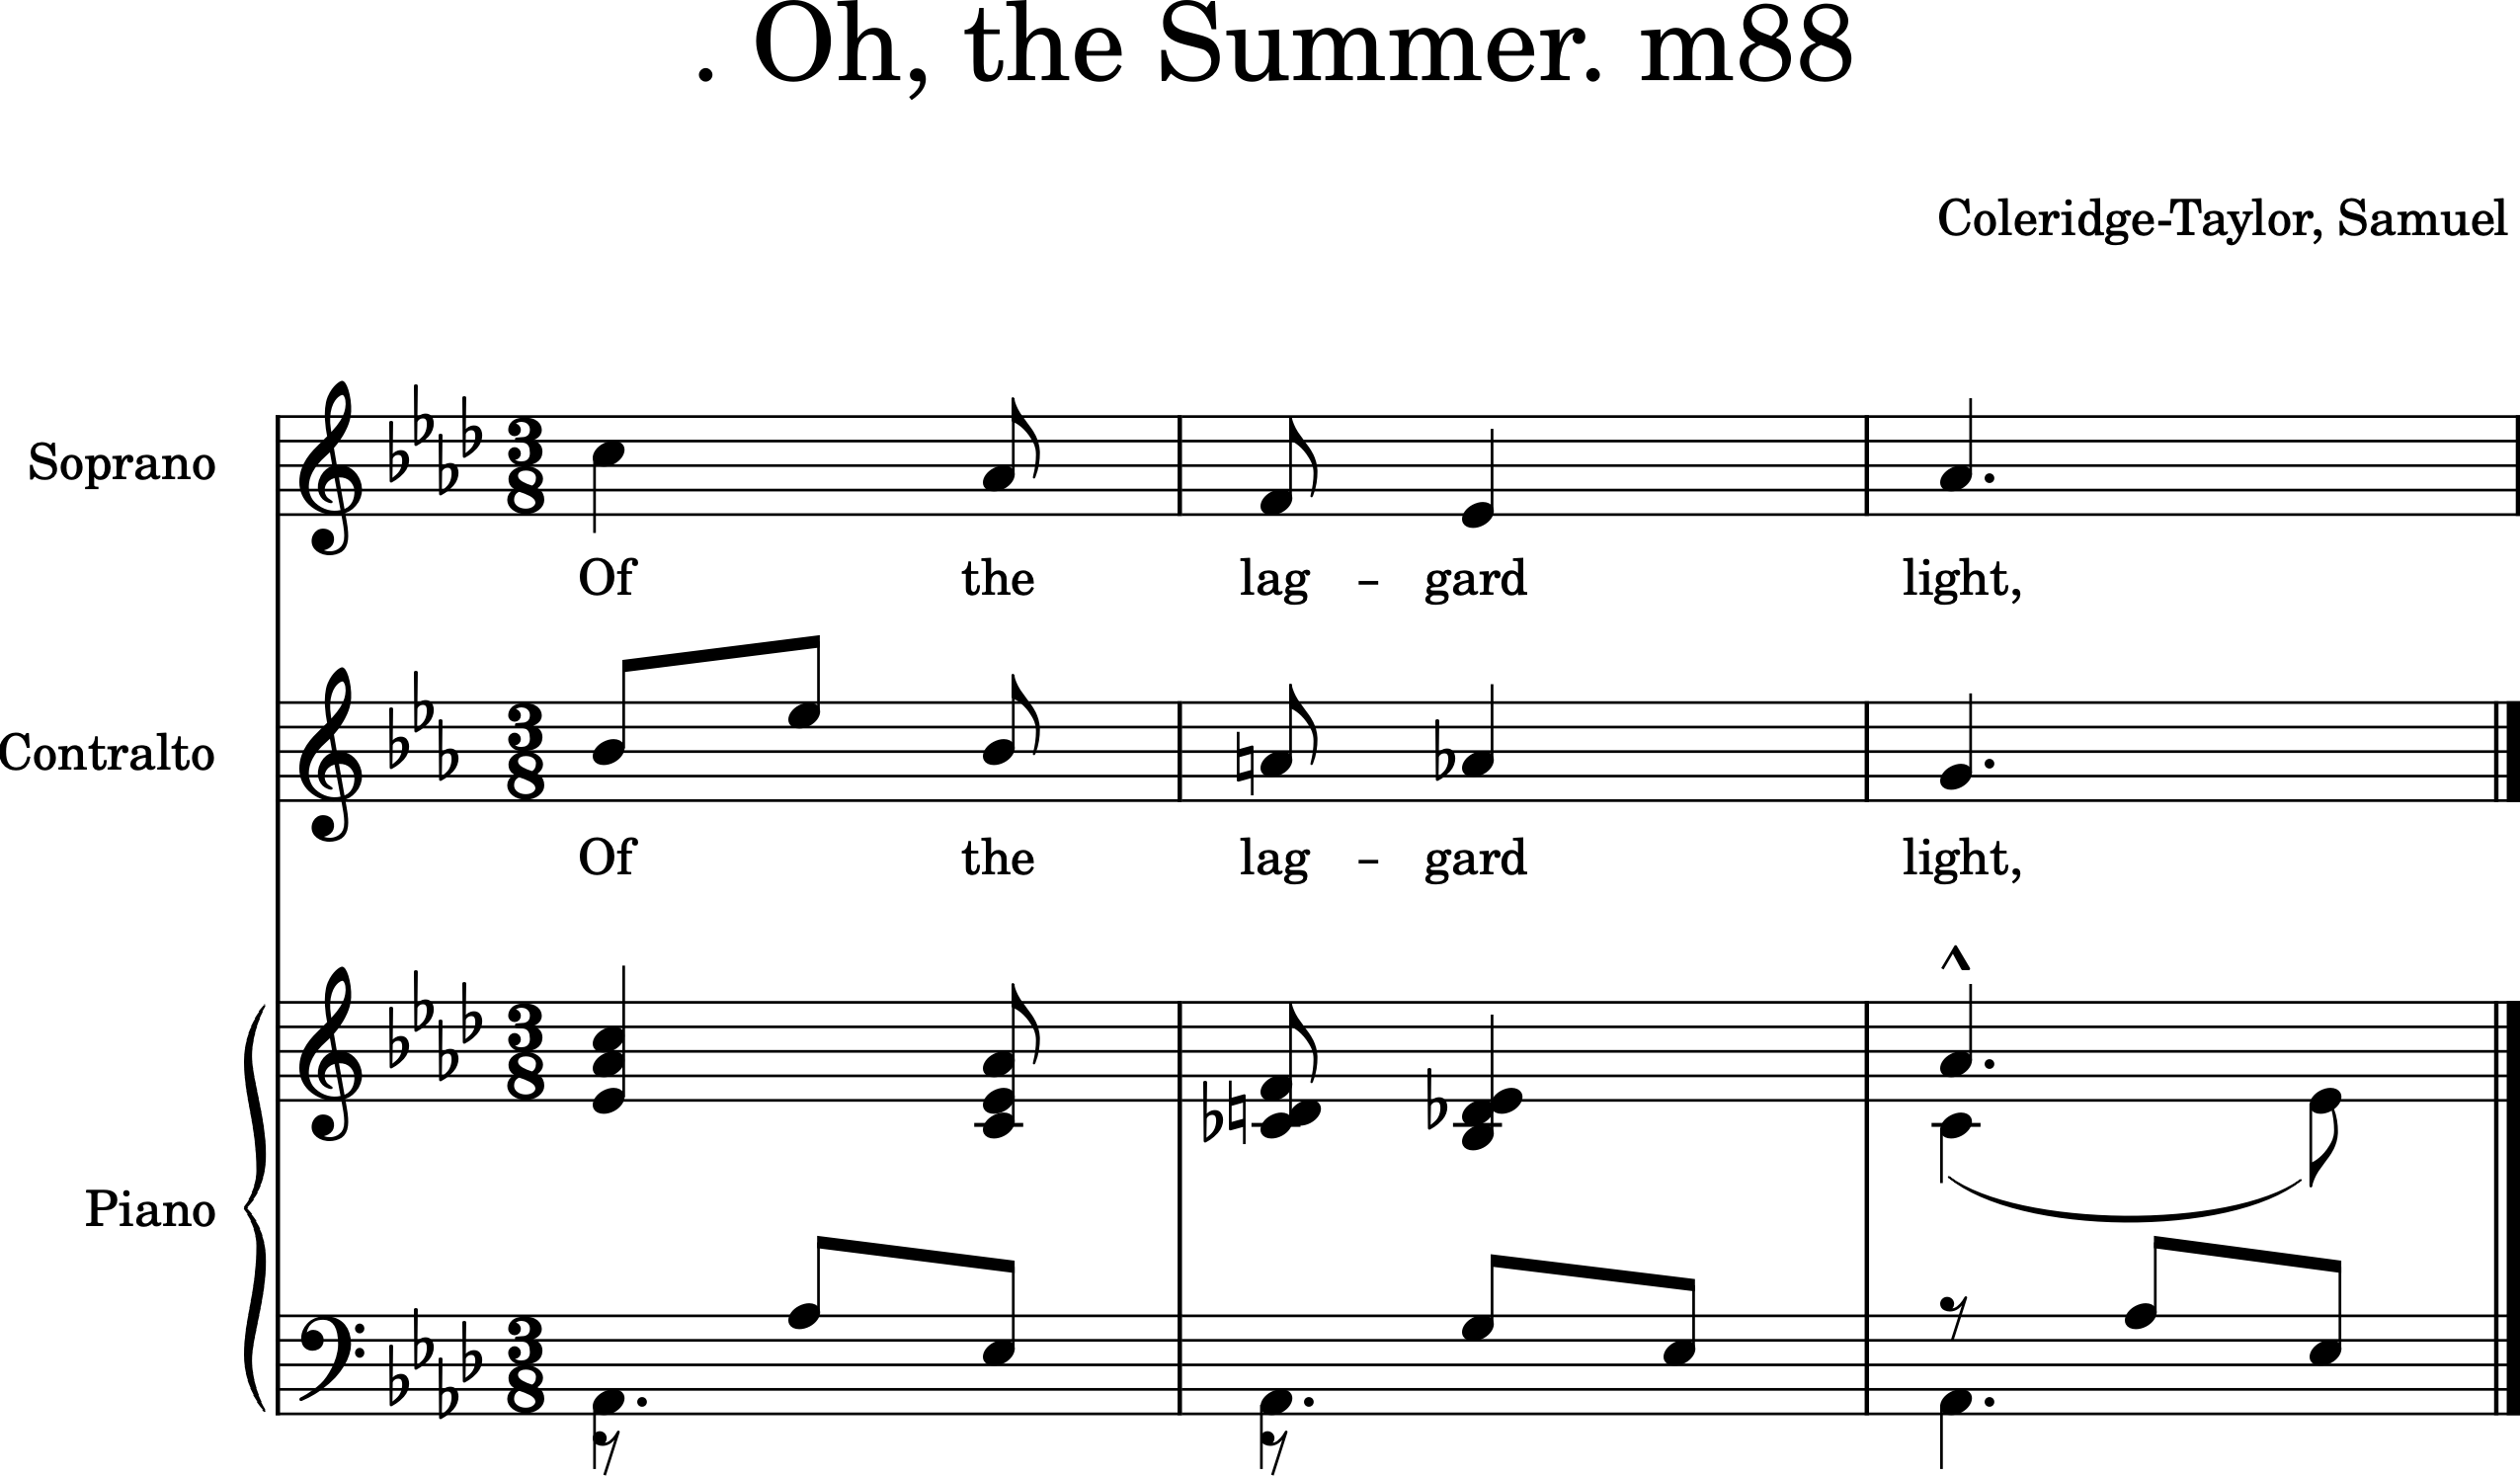 . Oh, the Summer. m88
Coleridge-Taylor, Samuel
Soprano
Of the lag - gard light,
Contralto
Of the lag - gard light,
Piano